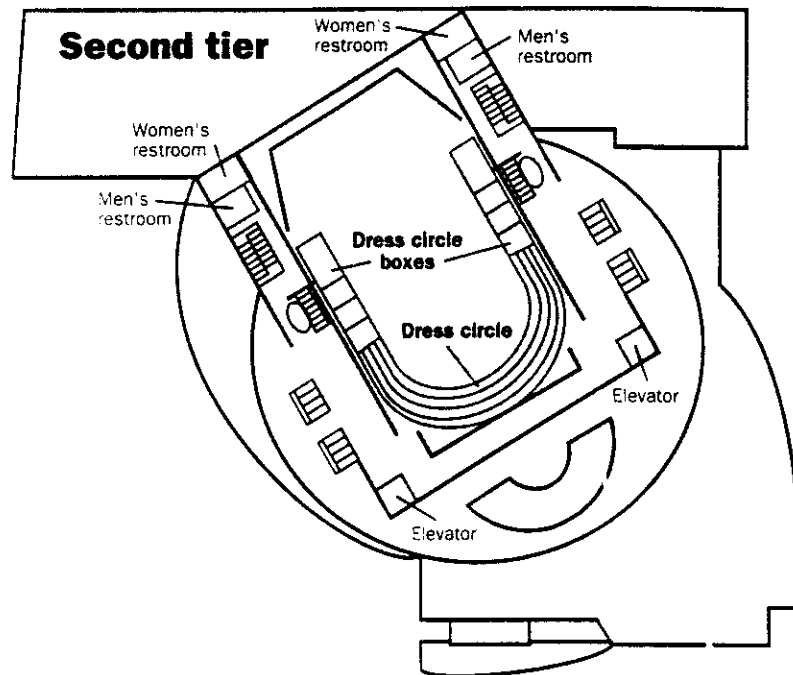 Second tier
Women's
restroom
Men's
restroom
Women's
restroom
Men's
restroom
Dress circle
boxes
Dress circle
Elevator
Elevator